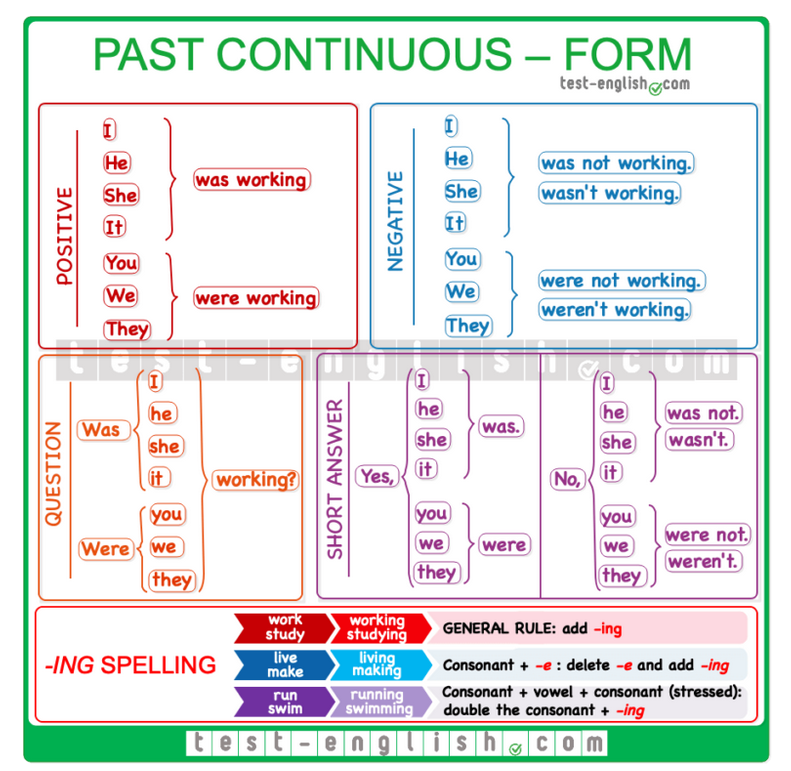 PAST CONTINUOUS – FORM
test-english.com
POSITIVE
I
He
She
It
was working
You
We
They
were working
NEGATIVE
I
He
She
It
was not working.
wasn't working.
You
We
They
were not working.
weren't working.
test-english.com
QUESTION
Was
I
he
she
it
Were
you
we
they
working?
SHORT ANSWER
Yes,
I
he
she
it
was.
you
we
they
were
No,
I
he
she
it
was not.
wasn't.
you
we
they
were not.
weren't.
-ING SPELLING
work
study
working
studying
GENERAL RULE: add -ing
live
make
living
making
Consonant + -e : delete -e and add -ing
run
swim
running
swimming
Consonant + vowel + consonant (stressed):
double the consonant + -ing
test-english.com